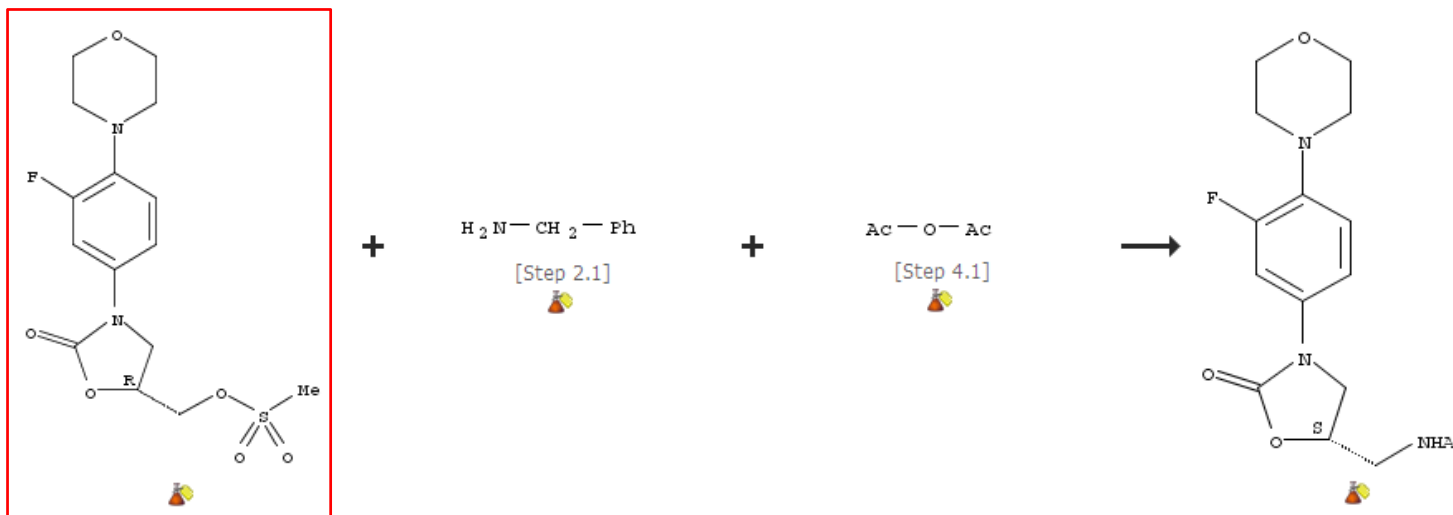 O
N
F
N
O
R
O
O
S
Me
O O
+
H2N—CH2—Ph
[Step 2.1]
+
Ac—O—Ac
[Step 4.1]
O
N
F
N
O
S
O
NHA